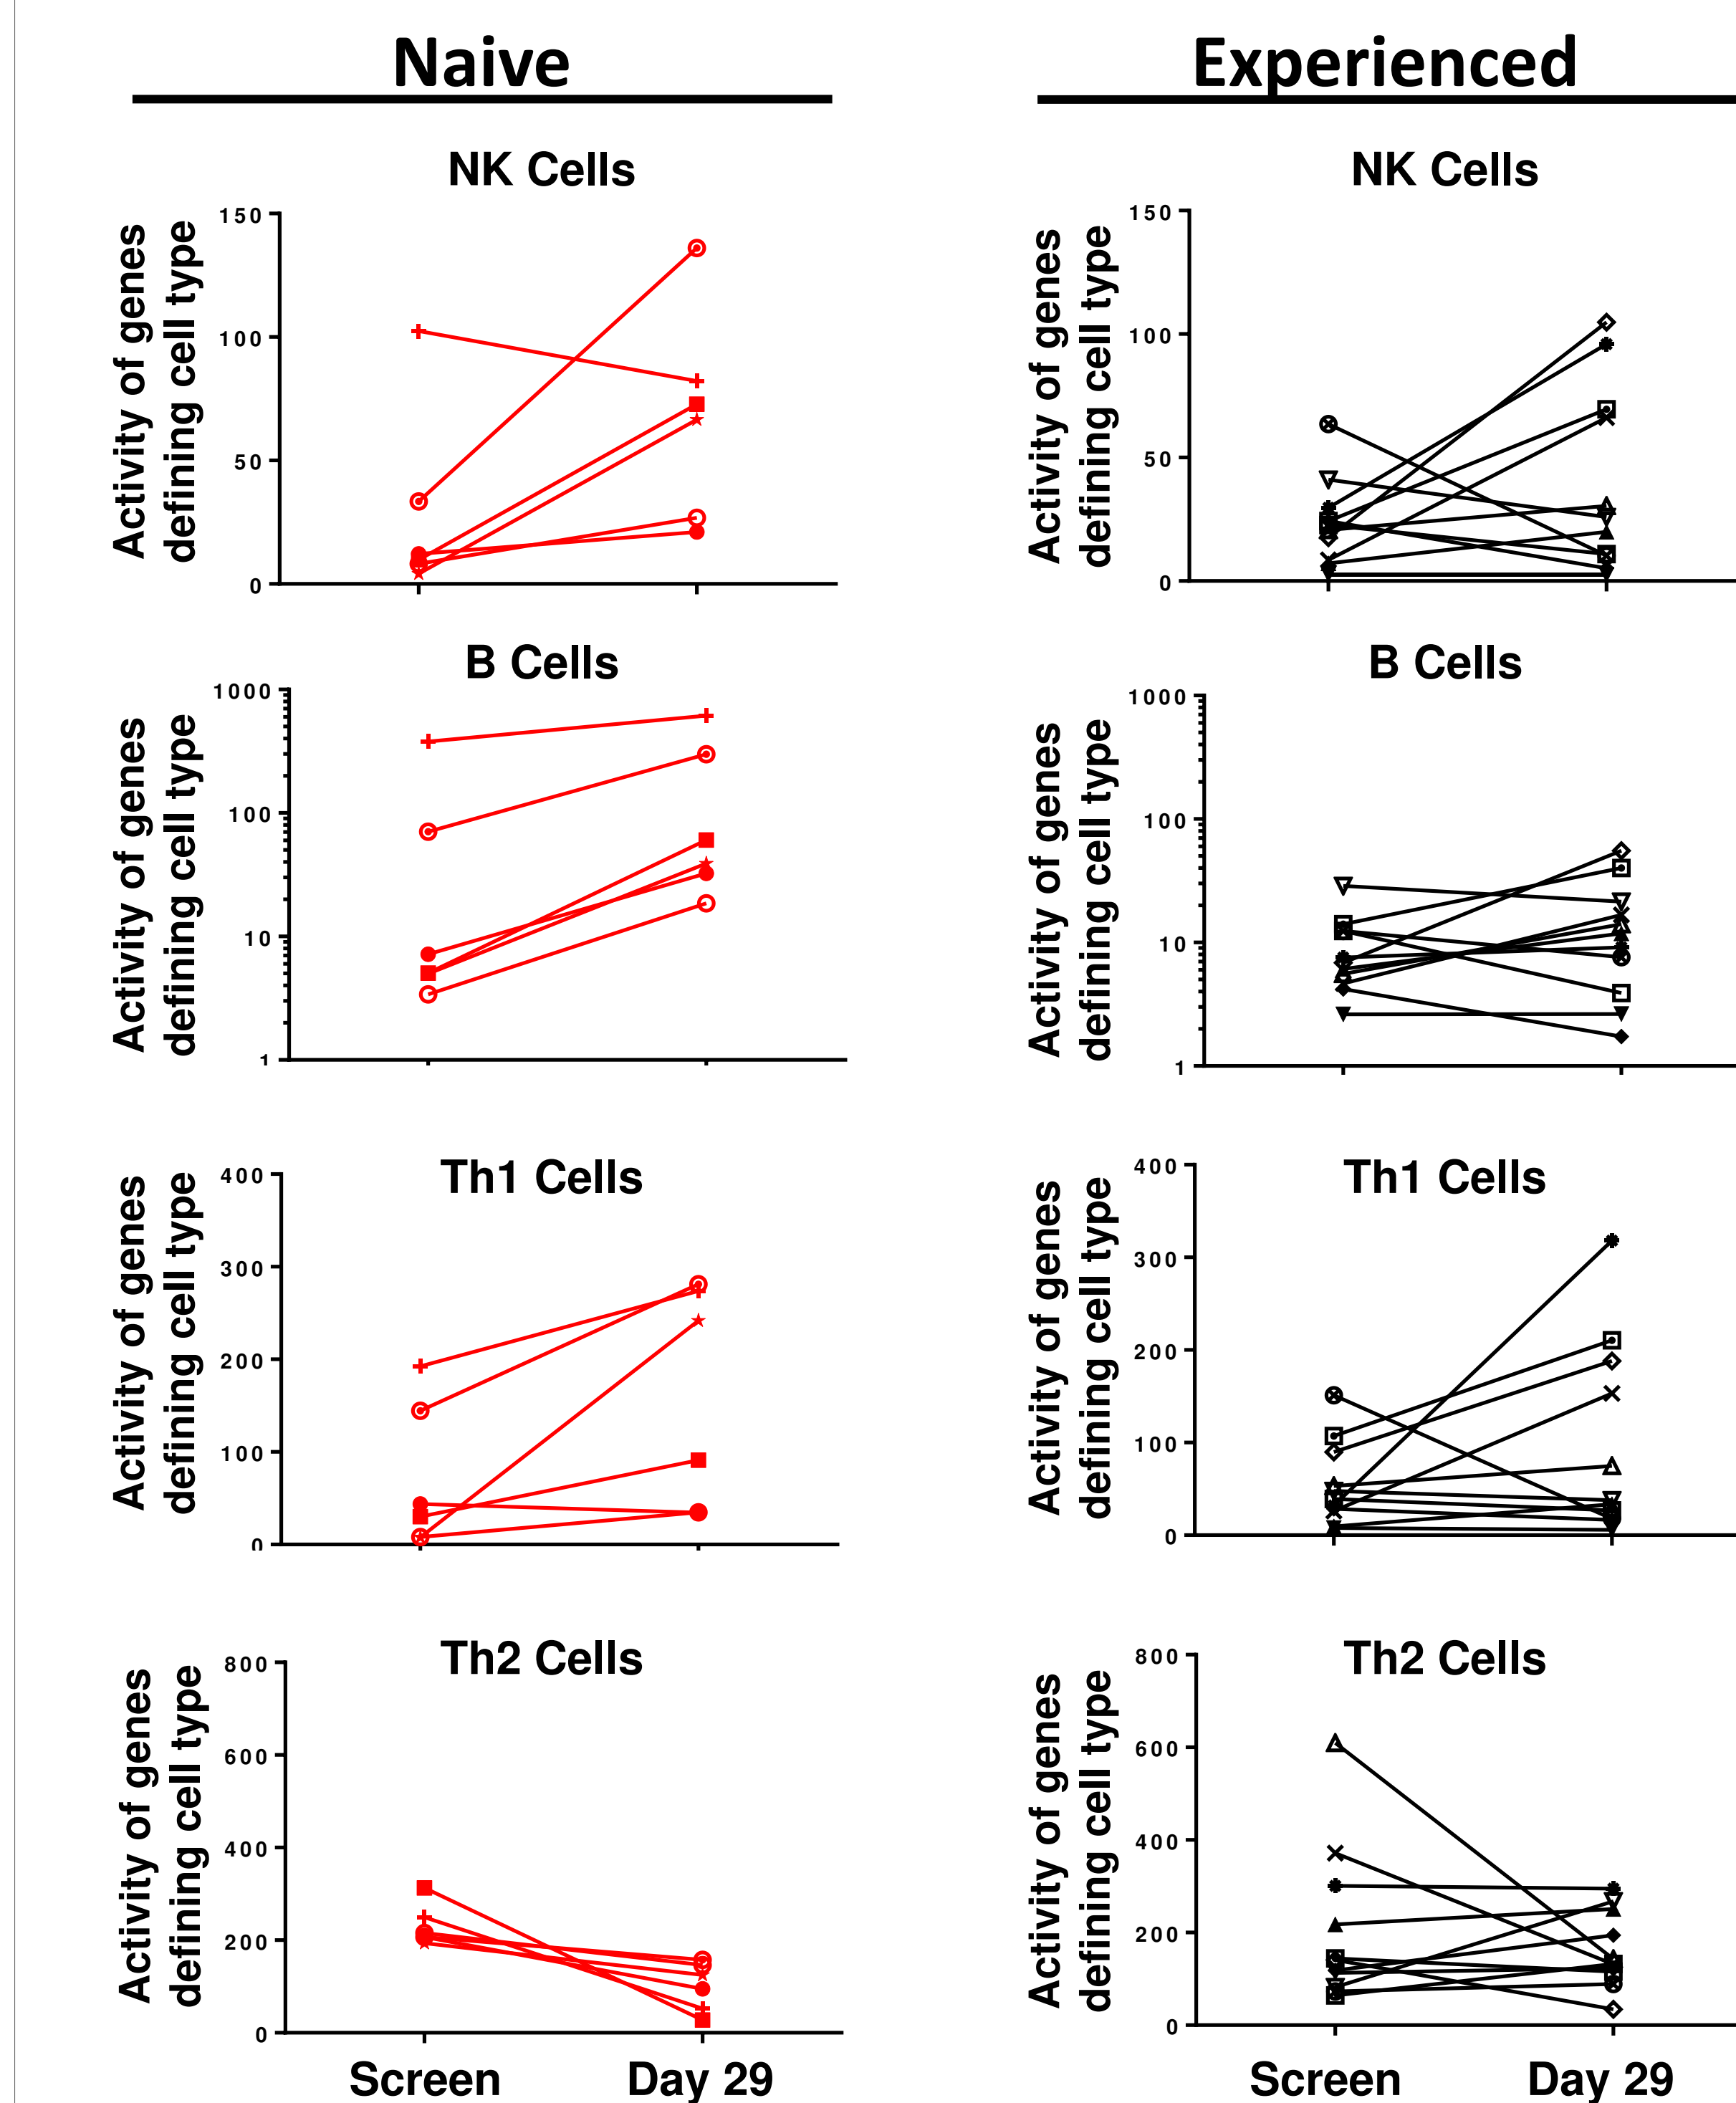 Naive
Experienced
NK Cells
NK Cells
Activity of genes
defining cell type
150
100
50
0
Activity of genes
defining cell type
150
100
50
0
B Cells
B Cells
Activity of genes
defining cell type
1000
100
10
1
Activity of genes
defining cell type
1000
100
10
1
Th1 Cells
Th1 Cells
Activity of genes
defining cell type
400
300
200
100
0
Activity of genes
defining cell type
400
300
200
100
0
Th2 Cells
Th2 Cells
Activity of genes
defining cell type
800
600
400
200
0
Activity of genes
defining cell type
800
600
400
200
0
Screen Day 29
Screen Day 29